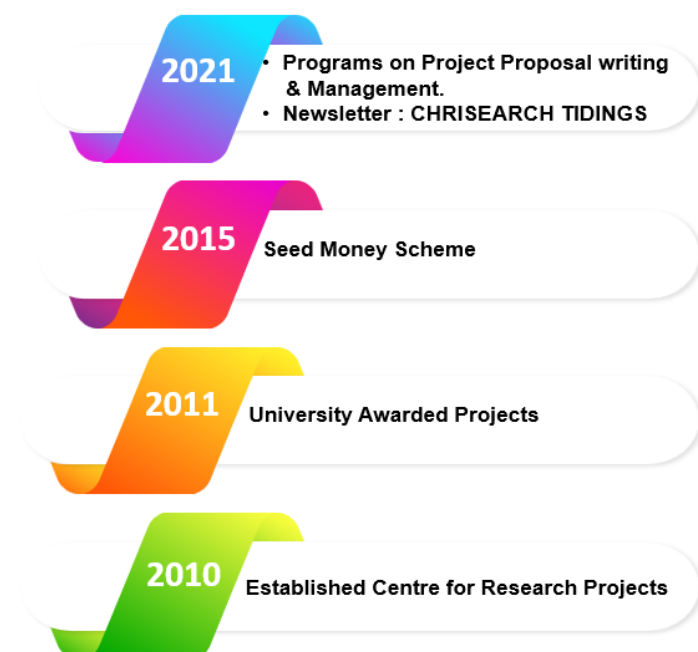 2021
• Programs on Project Proposal writing
& Management.
• Newsletter : CHRISEARCH TIDINGS
2015
Seed Money Scheme
2011
University Awarded Projects
2010
Established Centre for Research Projects